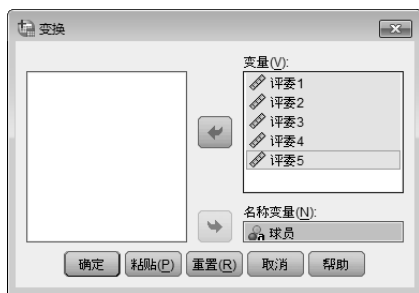 变换
变量(V):
评委1
评委2
评委3
评委4
评委5
名称变量(N):
球员
确定 粘贴(P) 重置(R) 取消 帮助